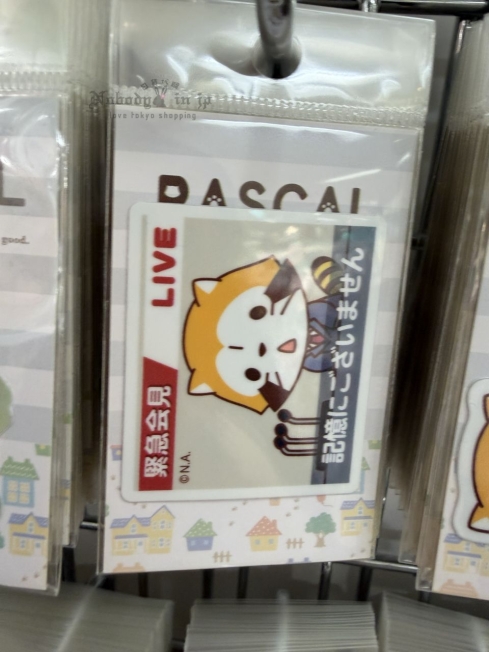 Nobody in jp
love tokyo shopping
L
good.
RASCAL
LIVE
緊急会見
記憶にございません
©N.A.